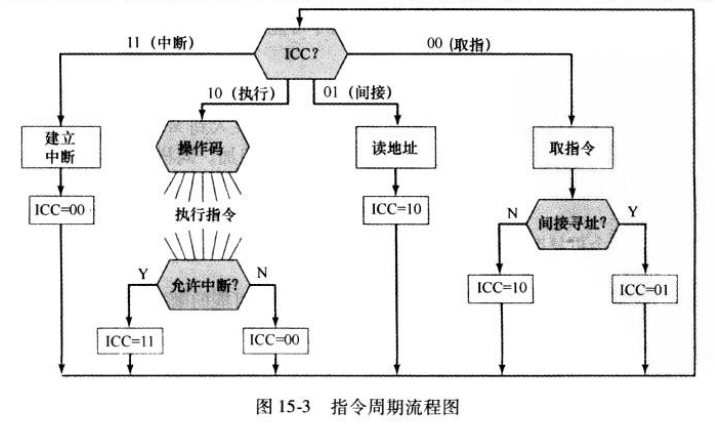 ICC？
11（中断）
00（取指）
10（执行）
01（间接）
建立
中断
操作码
读地址
取指令
ICC=00
执行指令
ICC=10
N
间接寻址？
Y
Y
允许中断？
N
ICC=10
ICC=01
ICC=11
ICC=00
图 15-3 指令周期流程图